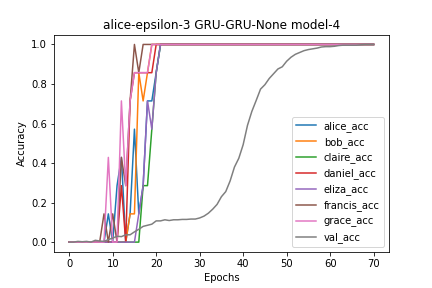 alice-epsilon-3 GRU-GRU-None model-4
1.0
0.8
0.6
0.4
0.2
0.0
Accuracy
alice_acc
bob_acc
claire_acc
daniel_acc
eliza_acc
francis_acc
grace_acc
val_acc
0 10 20 30 40 50 60 70
Epochs